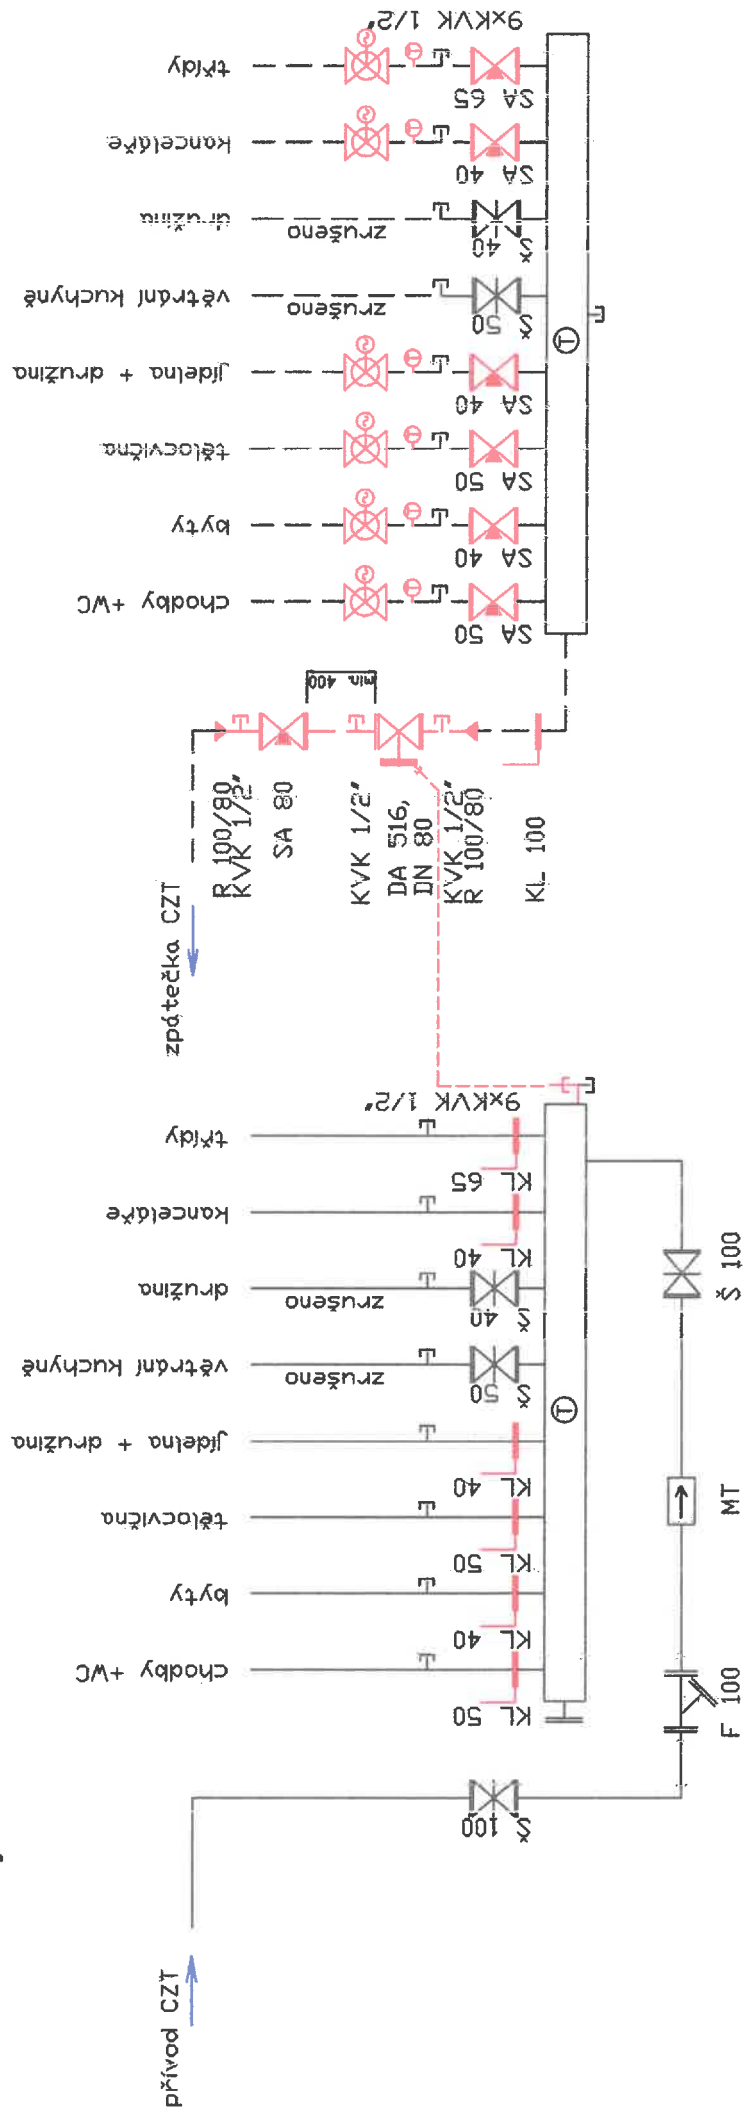 třídy
kanceláře
družina
větrání kuchyně
jídelna + družina
tělocvična
byty
chodby +WC
zrušeno
zrušeno
9xKVK 1/2"
SA 65
SA 40
Š 40
Š 50
SA 40
SA 50
SA 40
SA 50
T
min. 400
zpátečka CZT
R 100/80,
KVK 1/2"
SA 80
KVK 1/2"
DA 516,
DN 80
KVK 1/2"
R 100/80
KL 100
třídy
kanceláře
družina
větrání kuchyně
jídelna + družina
tělocvična
byty
chodby +WC
zrušeno
zrušeno
9xKVK 1/2"
KL 65
KL 40
Š 40
Š 50
KL 40
KL 50
KL 40
KL 50
T
přívod CZT
Š 100
F 100
MT
Š 100